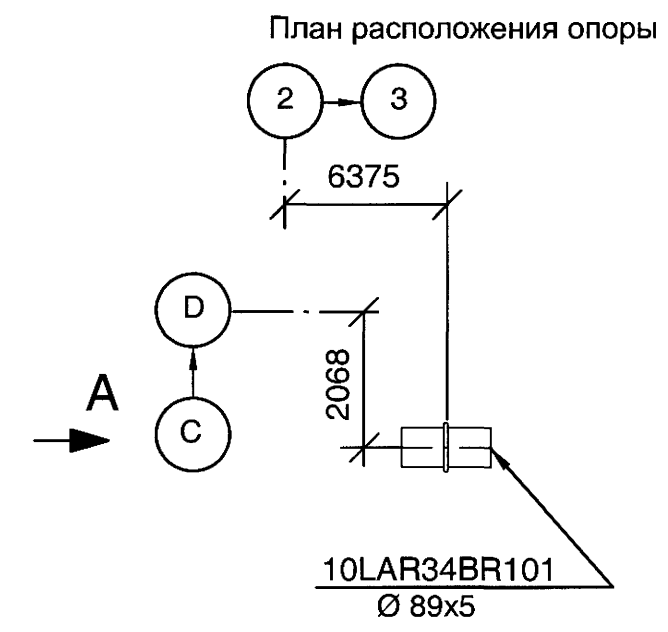 План расположения опоры
2 3
6375
D
2068
A
C
10LAR34BR101
Ø 89x5